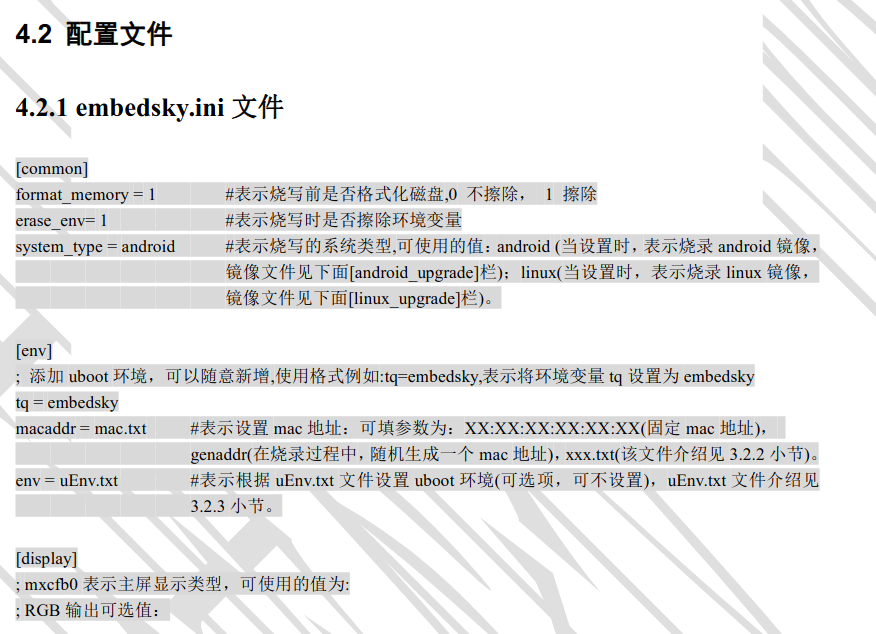 4.2 配置文件
4.2.1 embedsky.ini 文件
[common]
format_memory = 1 #表示烧写前是否格式化磁盘,0 不擦除， 1 擦除
erase_env= 1 #表示烧写时是否擦除环境变量
system_type = android #表示烧写的系统类型,可使用的值：android (当设置时，表示烧录 android 镜像，
镜像文件见下面[android_upgrade]栏)；linux(当设置时，表示烧录 linux 镜像，
镜像文件见下面[linux_upgrade]栏)。
[env]
; 添加 uboot 环境，可以随意新增,使用格式例如:tq=embedsky,表示将环境变量 tq 设置为 embedsky
tq = embedsky
macaddr = mac.txt #表示设置 mac 地址：可填参数为：XX:XX:XX:XX:XX:XX(固定 mac 地址)，
genaddr(在烧录过程中，随机生成一个 mac 地址)，xxx.txt(该文件介绍见 3.2.2 小节)。
env = uEnv.txt #表示根据 uEnv.txt 文件设置 uboot 环境(可选项，可不设置)，uEnv.txt 文件介绍见
3.2.3 小节。
[display]
; mxcfb0 表示主屏显示类型，可使用的值为:
; RGB 输出可选值：